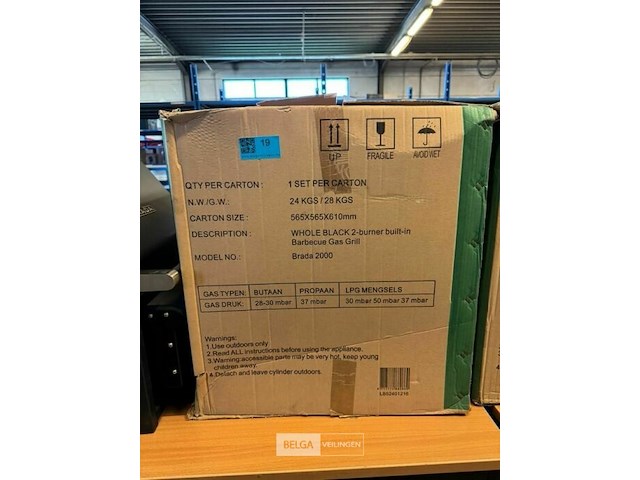 19
UP
FRAGILE
AVOID WET
QTY PER CARTON : 1 SET PER CARTON
N.W./G.W.: 24 KGS / 28 KGS
CARTON SIZE : 565X565X610mm
DESCRIPTION : WHOLE BLACK 2-burner built-in
Barbecue Gas Grill
MODEL NO.: Brada 2000
GAS TYPEN: BUTAAN PROPAAN LPG MENGSELS
GAS DRUK: 28-30 mbar 37 mbar 30 mbar 50 mbar 37 mbar
Warnings:
1.Use outdoors only
2.Read ALL instructions before using the appliance.
3.Warning:accessible parts may be very hot, keep young
children away.
4.Detach and leave cylinder outdoors.
BELGA VEILINGEN